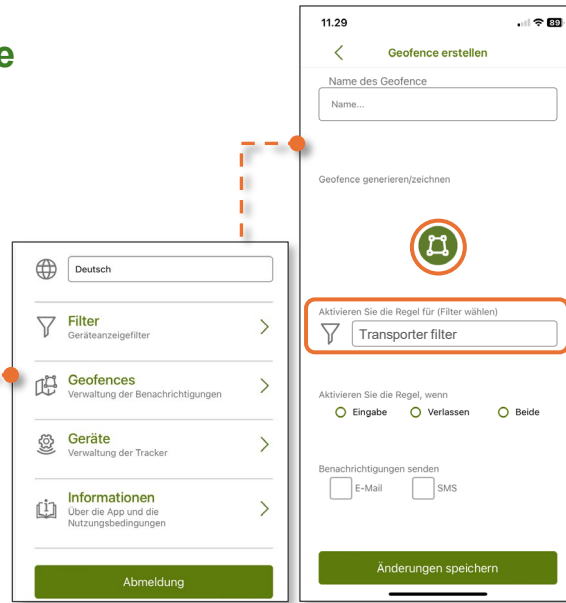 e
Deutsch
Filter
Geräteanzeigefilter
Geofences
Verwaltung der Benachrichtigungen
Geräte
Verwaltung der Tracker
Informationen
Über die App und die
Nutzungsbedingungen
Abmeldung
11.29
89
Geofence erstellen
Name des Geofence
Name...
Geofence generieren/zeichnen
Aktivieren Sie die Regel für (Filter wählen)
Transporter filter
Aktivieren Sie die Regel, wenn
Eingabe Verlassen Beide
Benachrichtigungen senden
E-Mail SMS
Änderungen speichern